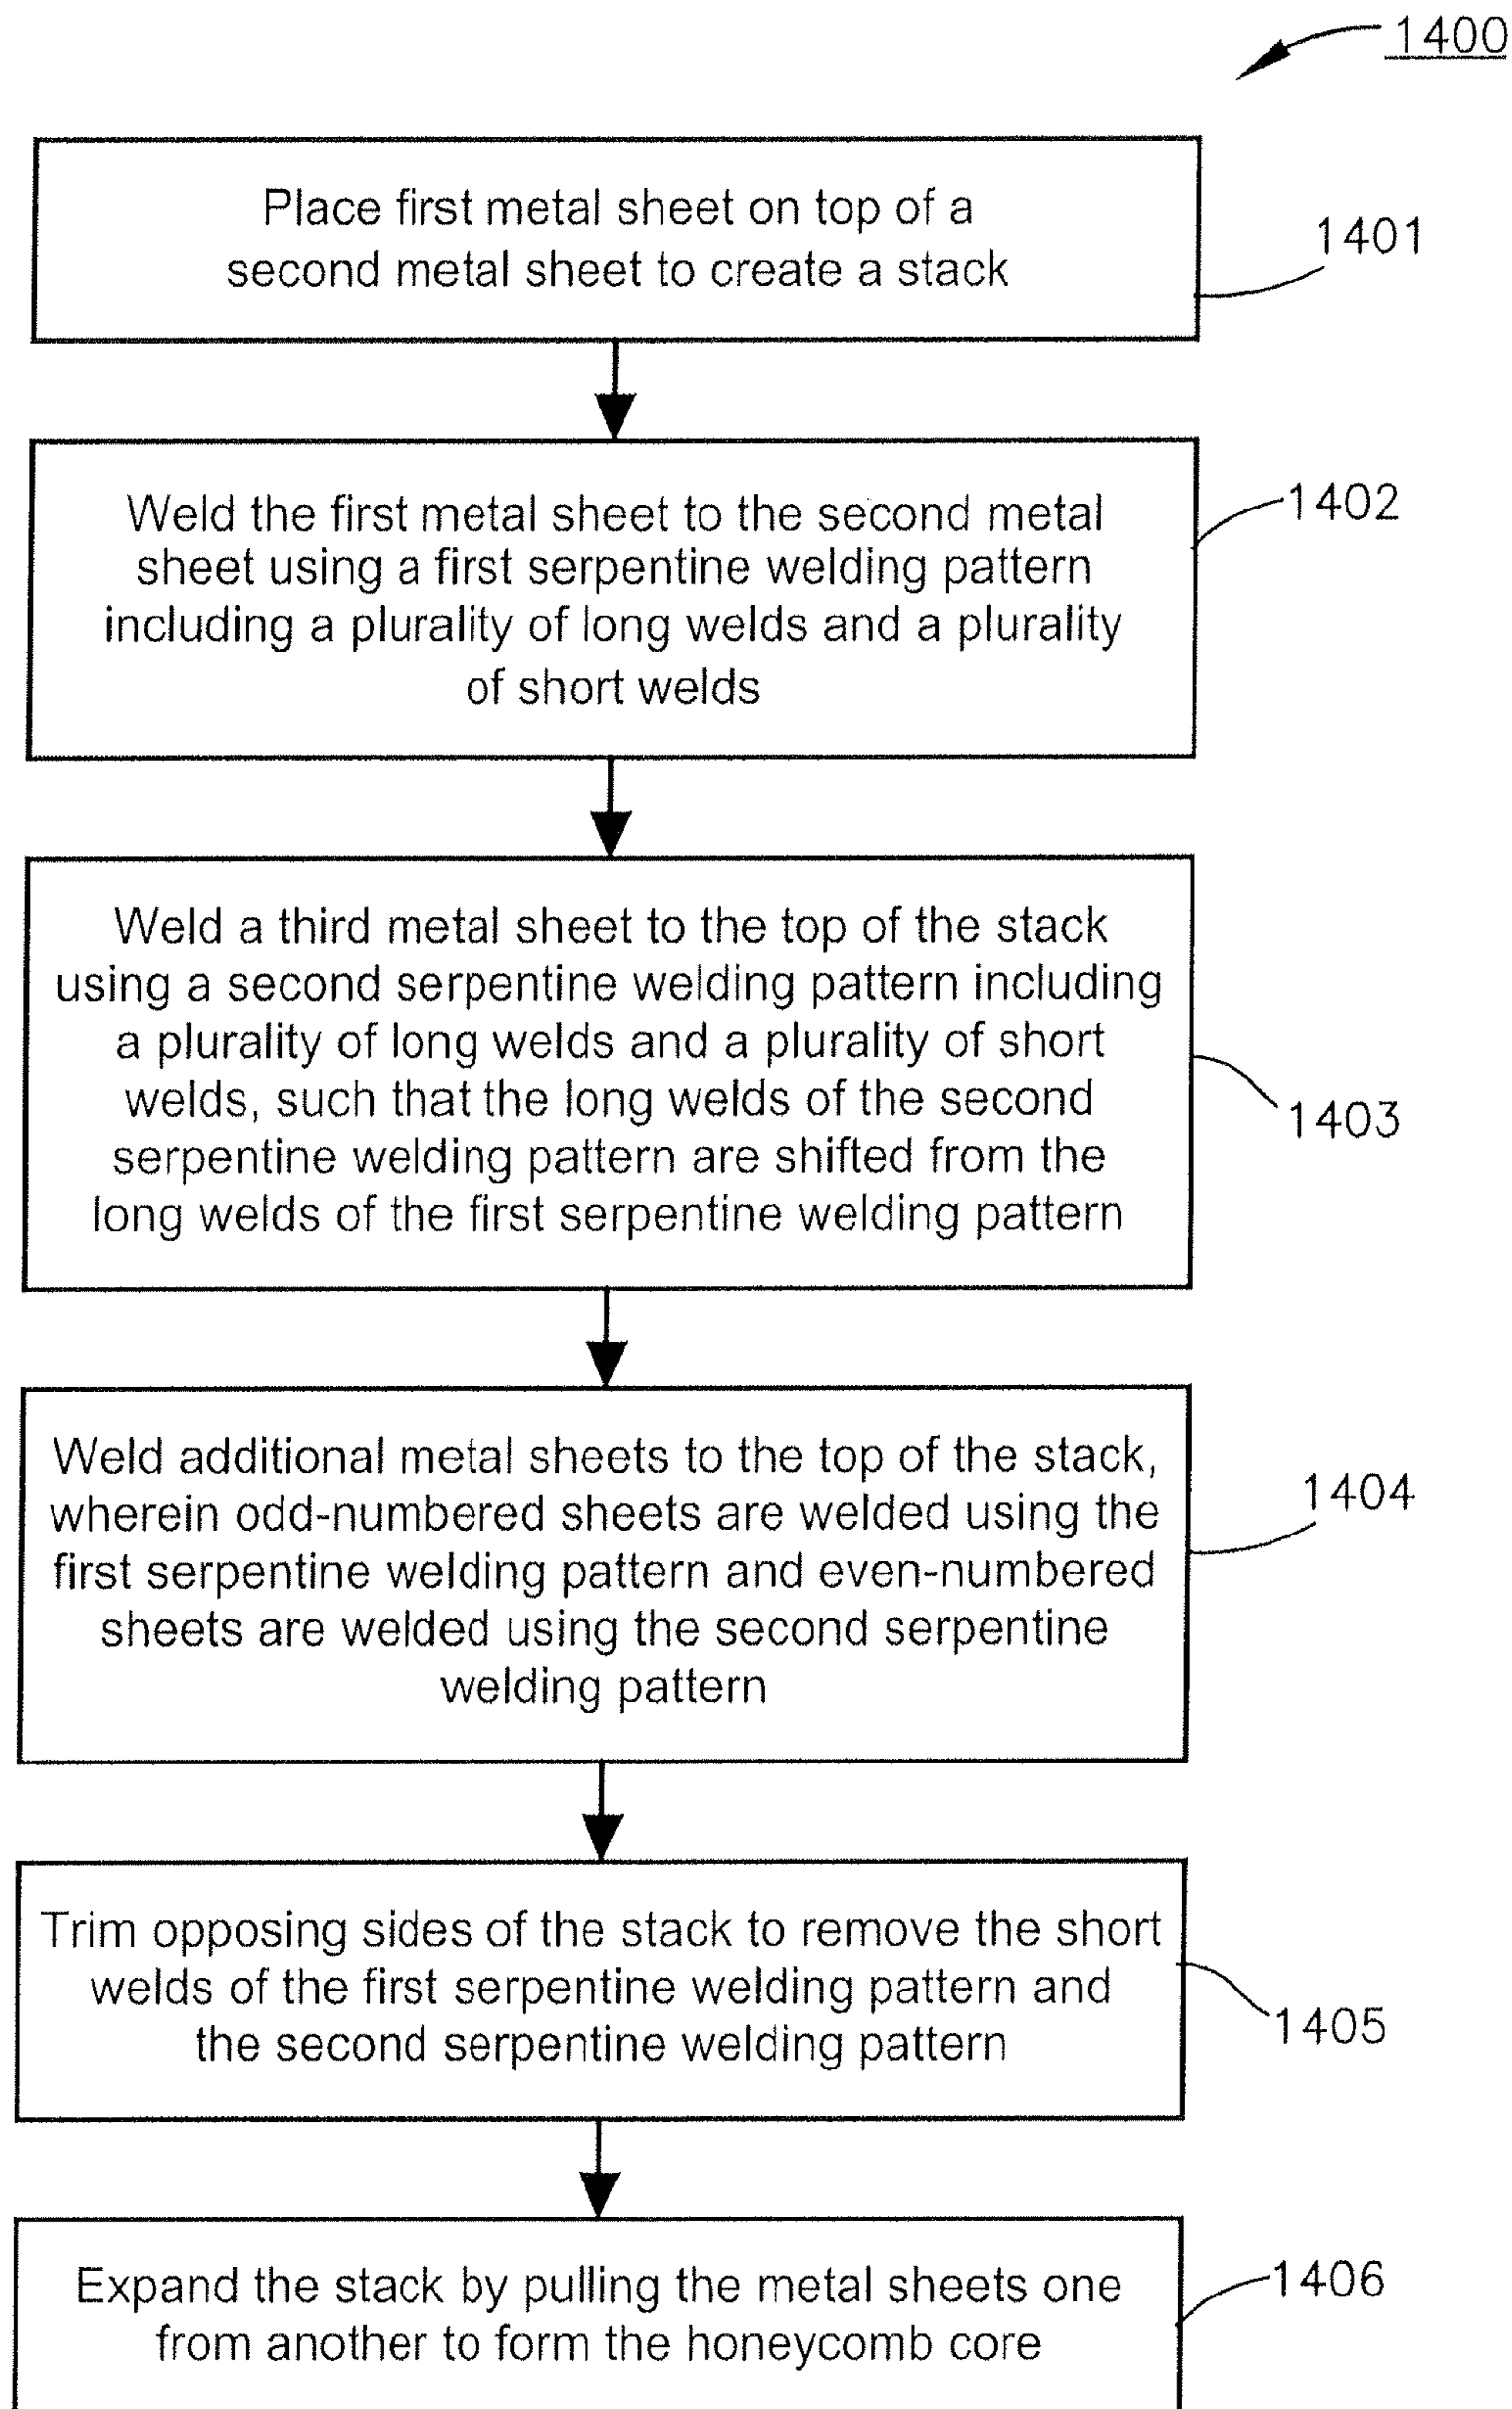 1400
Place first metal sheet on top of a
second metal sheet to create a stack
1401
Weld the first metal sheet to the second metal
sheet using a first serpentine welding pattern
including a plurality of long welds and a plurality
of short welds
1402
Weld a third metal sheet to the top of the stack
using a second serpentine welding pattern including
a plurality of long welds and a plurality of short
welds, such that the long welds of the second
serpentine welding pattern are shifted from the
long welds of the first serpentine welding pattern
1403
Weld additional metal sheets to the top of the stack,
wherein odd-numbered sheets are welded using the
first serpentine welding pattern and even-numbered
sheets are welded using the second serpentine
welding pattern
1404
Trim opposing sides of the stack to remove the short
welds of the first serpentine welding pattern and
the second serpentine welding pattern
1405
Expand the stack by pulling the metal sheets one
from another to form the honeycomb core
1406